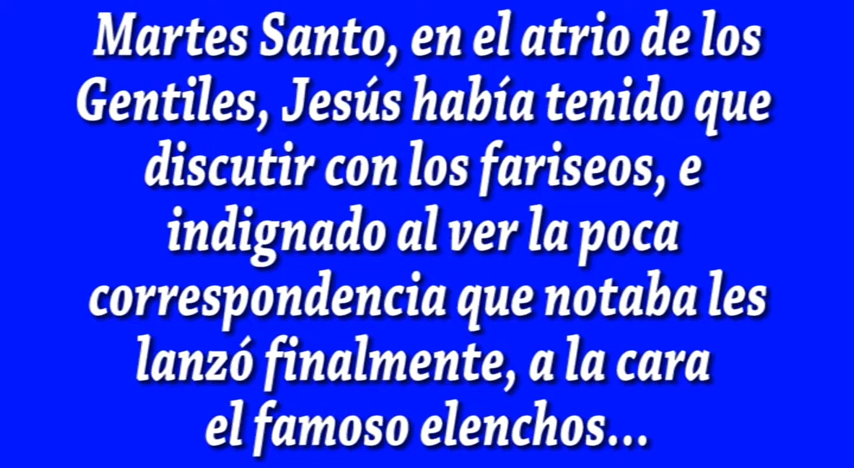 Martes Santo, en el atrio de los
Gentiles, Jesús había tenido que
discutir con los fariseos, e
indignado al ver la poca
correspondencia que notaba les
lanzó finalmente, a la cara
el famoso elenchos...